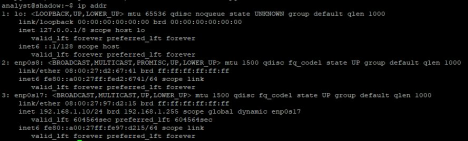 analyst@shadow:~$ ip addr
1: lo: <LOOPBACK,UP,LOWER_UP> mtu 65536 qdisc noqueue state UNKNOWN group default qlen 1000
link/loopback 00:00:00:00:00:00 brd 00:00:00:00:00:00
inet 127.0.0.1/8 scope host lo
valid_lft forever preferred_lft forever
inet6 ::1/128 scope host
valid_lft forever preferred_lft forever
2: enp0s8: <BROADCAST,MULTICAST,PROMISC,UP,LOWER_UP> mtu 1500 qdisc fq_codel state UP group default qlen 1000
link/ether 08:00:27:d2:67:41 brd ff:ff:ff:ff:ff:ff
inet6 fe80::a00:27ff:fed2:6741/64 scope link
valid_lft forever preferred_lft forever
3: enp0s17: <BROADCAST,MULTICAST,UP,LOWER_UP> mtu 1500 qdisc fq_codel state UP group default qlen 1000
link/ether 08:00:27:97:d2:15 brd ff:ff:ff:ff:ff:ff
inet 192.168.1.10/24 brd 192.168.1.255 scope global dynamic enp0s17
valid_lft 604564sec preferred_lft 604564sec
inet6 fe80::a00:27ff:fe97:d215/64 scope link
valid_lft forever preferred_lft forever